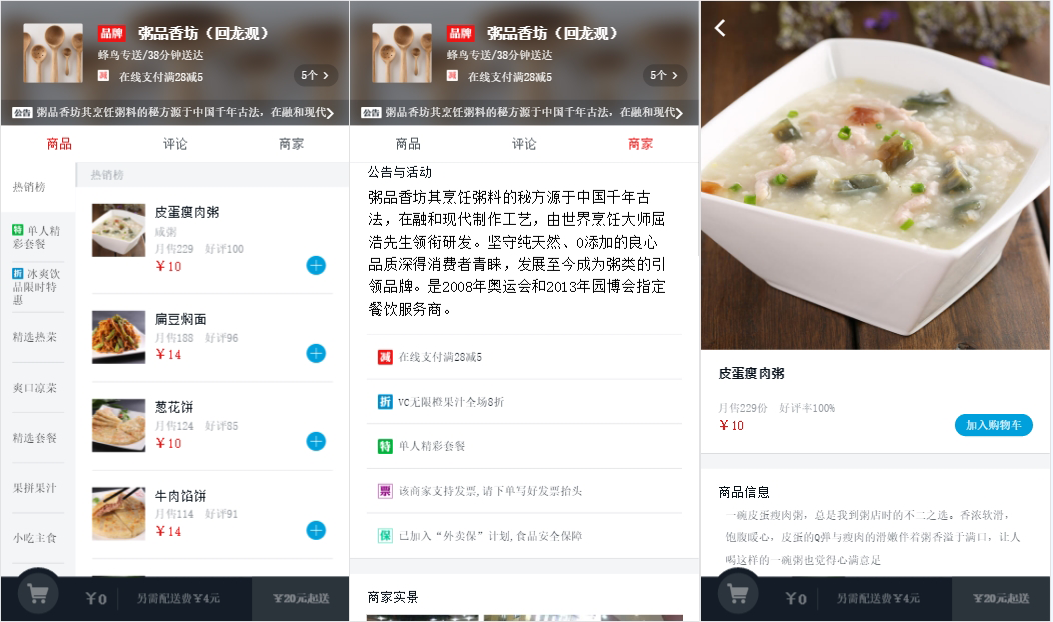 品牌 粥品香坊（回龙观）
蜂鸟专送/38分钟送达
减 在线支付满28减5
5个 >
公告 粥品香坊其烹饪粥料的秘方源于中国千年古法，在融和现代
商品 评论 商家
热销榜
特 单人精
彩套餐
折 冰爽饮
品限时特
惠
精选热菜
爽口凉菜
精选套餐
果拼果汁
小吃主食
热销榜
皮蛋瘦肉粥
咸粥
月售229 好评100
￥10
扁豆焖面
月售188 好评96
￥14
葱花饼
月售124 好评85
￥10
牛肉馅饼
月售114 好评91
￥14
￥0 另需配送费￥4元 ￥20元起送
品牌 粥品香坊（回龙观）
蜂鸟专送/38分钟送达
减 在线支付满28减5
5个 >
公告 粥品香坊其烹饪粥料的秘方源于中国千年古法，在融和现代
商品 评论 商家
公告与活动
粥品香坊其烹饪粥料的秘方源于中国千年古
法，在融和现代制作工艺，由世界烹饪大师屈
浩先生领衔研发。坚守纯天然、0添加的良心
品质深得消费者青睐，发展至今成为粥类的引
领品牌。是2008年奥运会和2013年园博会指定
餐饮服务商。
减 在线支付满28减5
折 VC无限橙果汁全场8折
特 单人精彩套餐
票 该商家支持发票,请下单写好发票抬头
保 已加入“外卖保”计划,食品安全保障
商家实景
皮蛋瘦肉粥
月售229份 好评率100%
￥10
加入购物车
商品信息
一碗皮蛋瘦肉粥，总是我到粥店时的不二之选。香浓软滑，
饱腹暖心，皮蛋的Q弹与瘦肉的滑嫩伴着粥香溢于满口，让人
喝这样的一碗粥也觉得心满意足
￥0 另需配送费￥4元 ￥20元起送